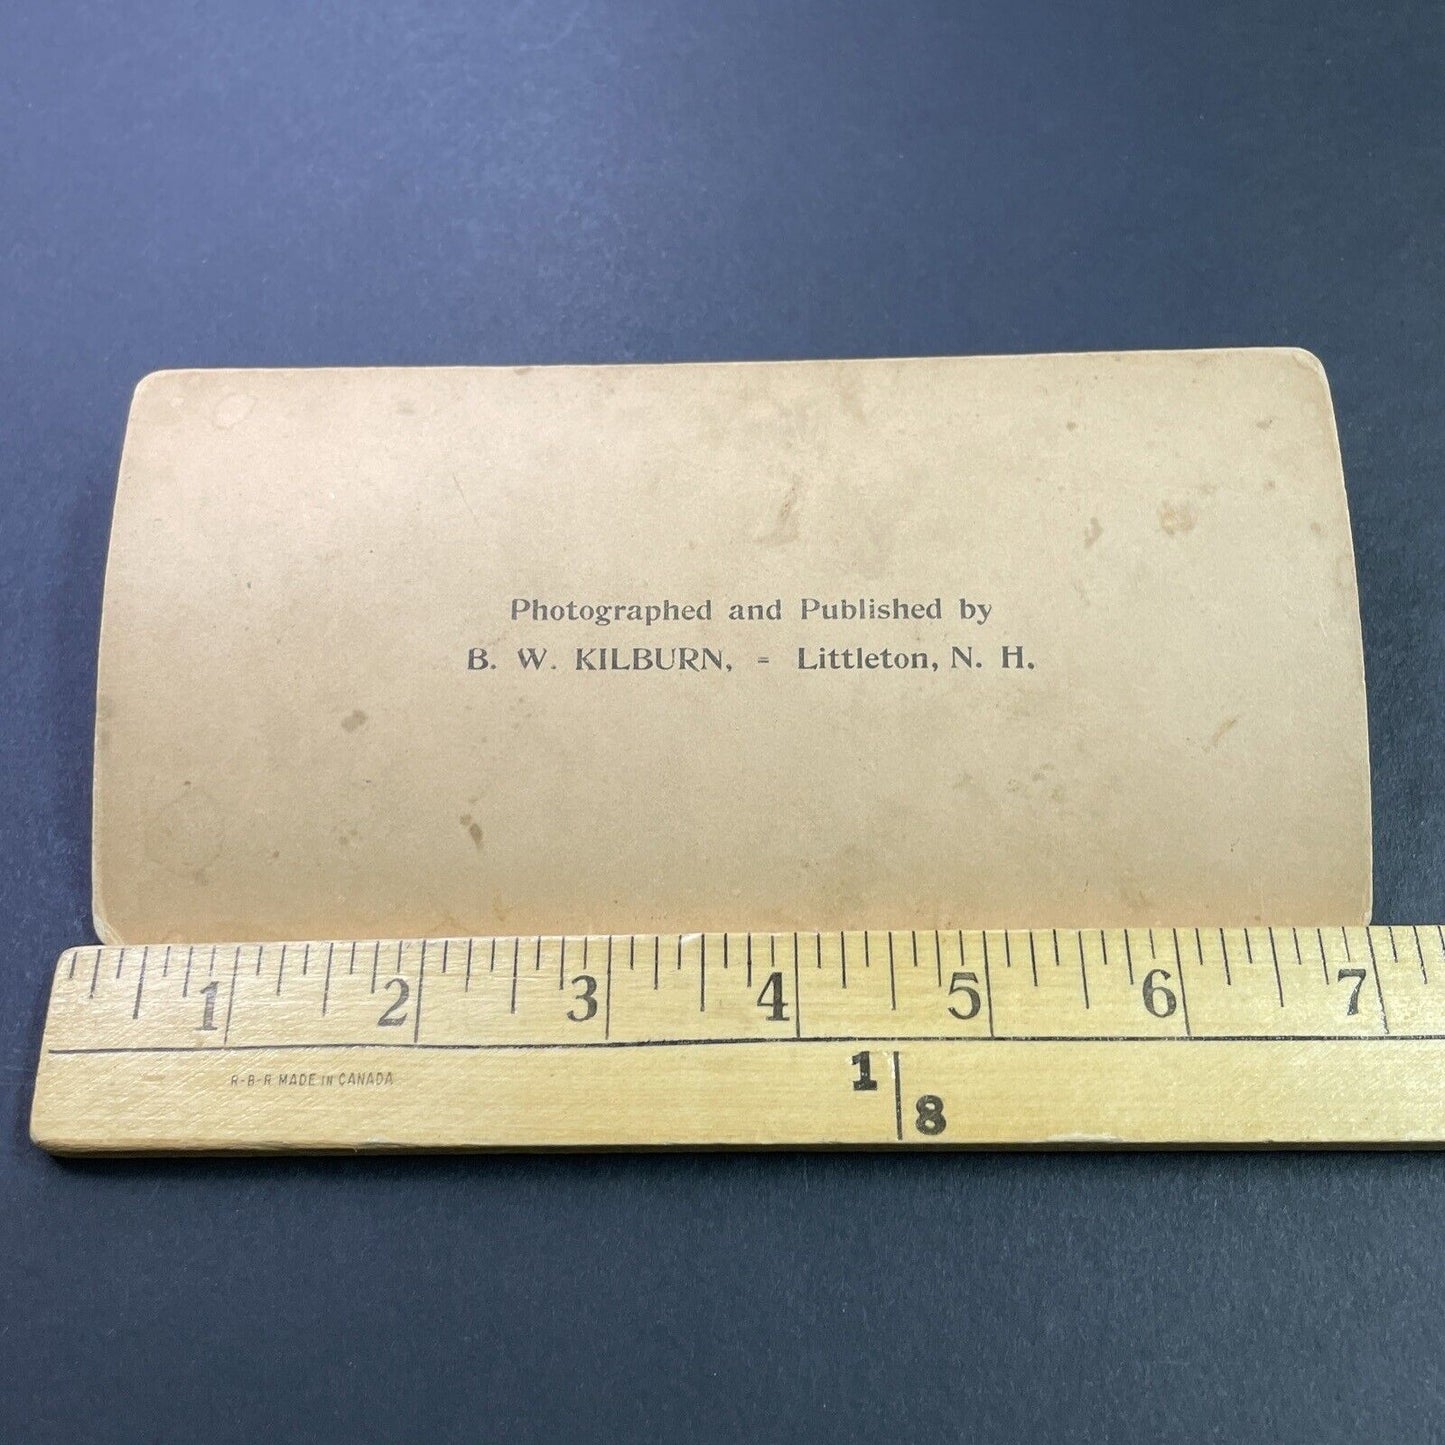 Photographed and Published by
B. W. KILBURN, = Littleton, N. H.
1 2 3 4 5 6 7
R-B-R MADE IN CANADA
1
8